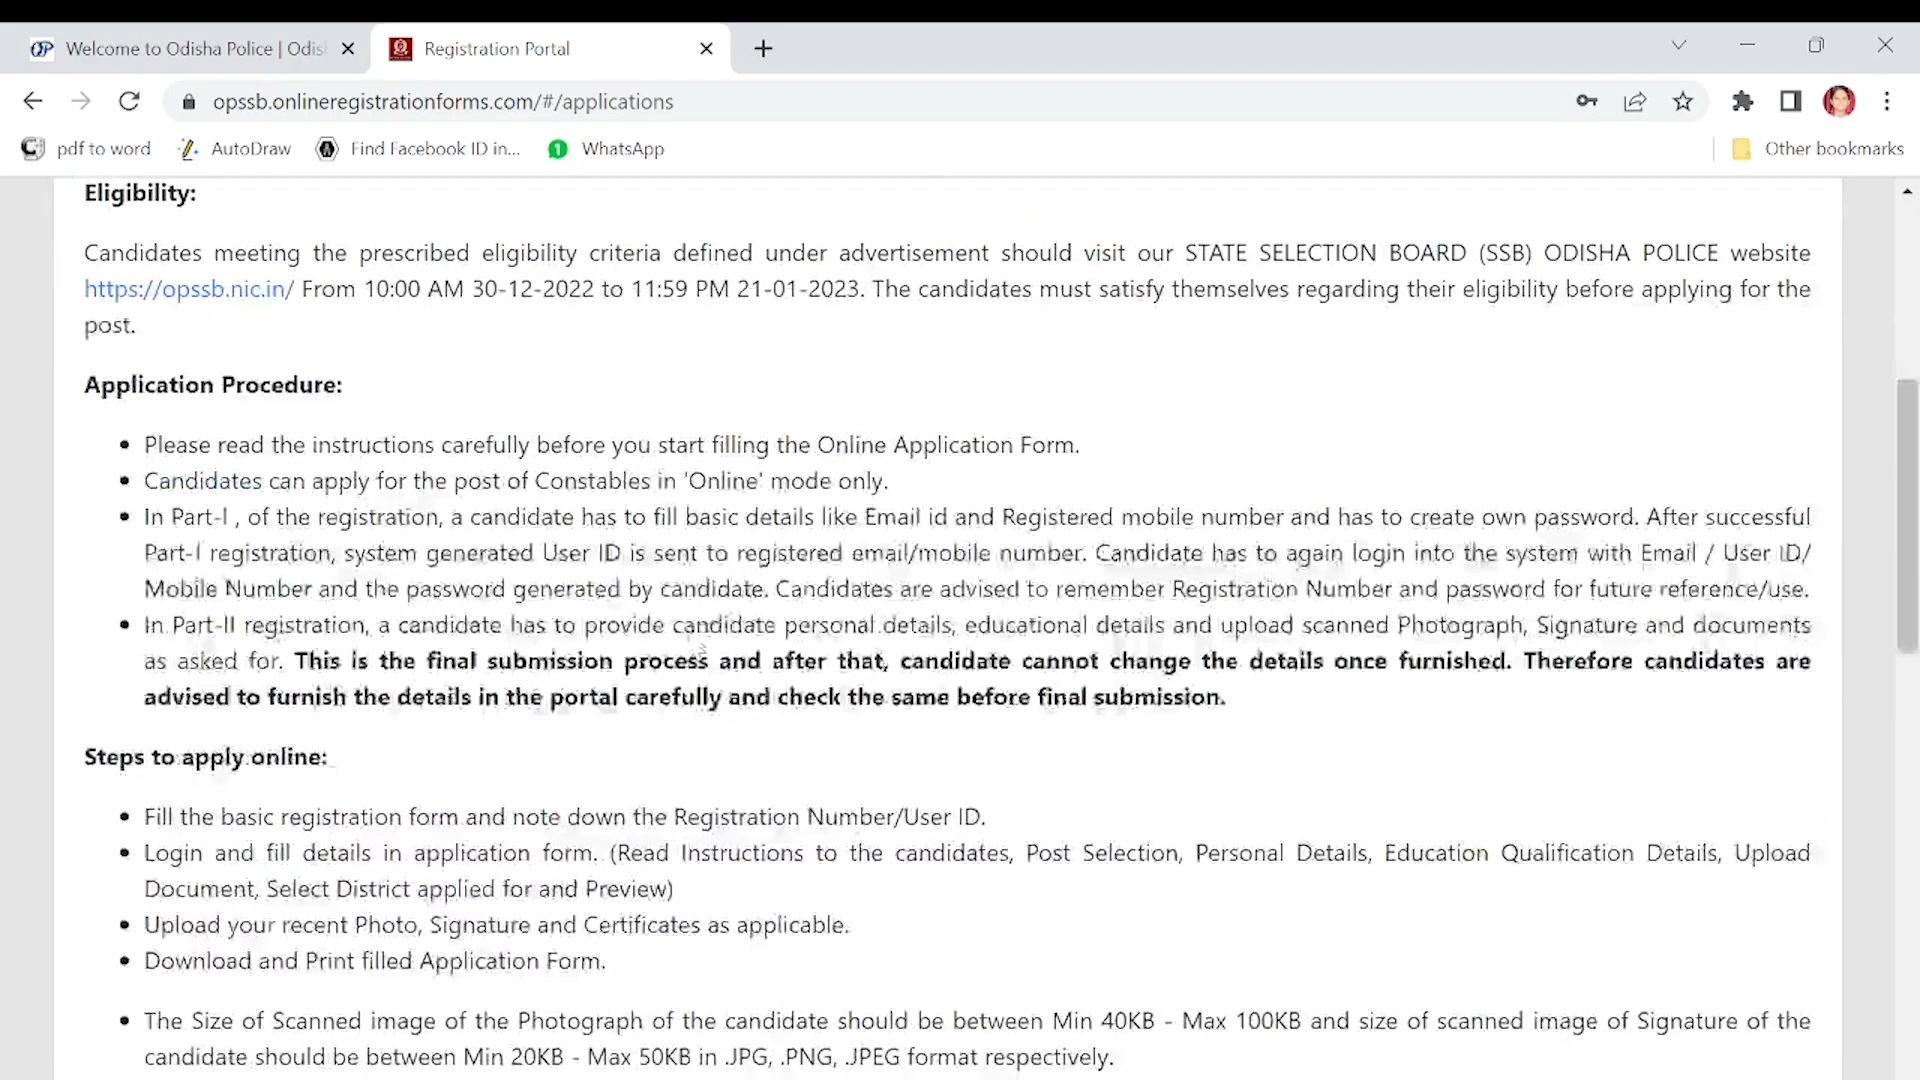 Welcome to Odisha Police | Odis
Registration Portal
opssb.onlineregistrationforms.com/#/applications
pdf to word
AutoDraw
Find Facebook ID in...
1
WhatsApp
Other bookmarks
Eligibility:
Candidates meeting the prescribed eligibility criteria defined under advertisement should visit our STATE SELECTION BOARD (SSB) ODISHA POLICE website
https://opssb.nic.in/ From 10:00 AM 30-12-2022 to 11:59 PM 21-01-2023. The candidates must satisfy themselves regarding their eligibility before applying for the
post.
Application Procedure:
• Please read the instructions carefully before you start filling the Online Application Form.
• Candidates can apply for the post of Constables in 'Online' mode only.
• In Part-I , of the registration, a candidate has to fill basic details like Email id and Registered mobile number and has to create own password. After successful
Part-I registration, system generated User ID is sent to registered email/mobile number. Candidate has to again login into the system with Email / User ID/
Mobile Number and the password generated by candidate. Candidates are advised to remember Registration Number and password for future reference/use.
• In Part-II registration, a candidate has to provide candidate personal details, educational details and upload scanned Photograph, Signature and documents
as asked for. This is the final submission process and after that, candidate cannot change the details once furnished. Therefore candidates are
advised to furnish the details in the portal carefully and check the same before final submission.
Steps to apply online:
• Fill the basic registration form and note down the Registration Number/User ID.
• Login and fill details in application form. (Read Instructions to the candidates, Post Selection, Personal Details, Education Qualification Details, Upload
Document, Select District applied for and Preview)
• Upload your recent Photo, Signature and Certificates as applicable.
• Download and Print filled Application Form.
• The Size of Scanned image of the Photograph of the candidate should be between Min 40KB - Max 100KB and size of scanned image of Signature of the
candidate should be between Min 20KB - Max 50KB in .JPG, .PNG, .JPEG format respectively.